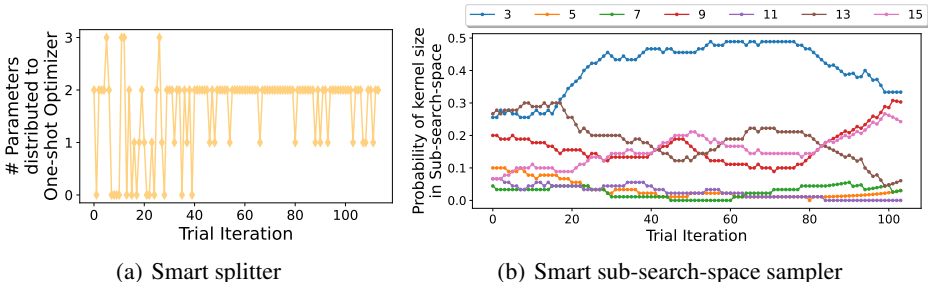 3 5 7 9 11 13 15
# Parameters
distributed to
One-shot Optimizer
3
2
1
0
0 20 40 60 80 100
Trial Iteration
(a) Smart splitter
Probability of kernel size
in Sub-search-space
0.5
0.4
0.3
0.2
0.1
0.0
0 20 40 60 80 100
Trial Iteration
(b) Smart sub-search-space sampler